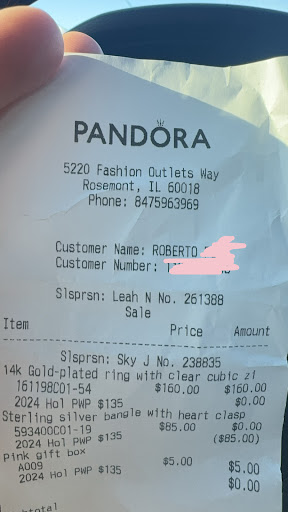 PANDORA
5220 Fashion Outlets Way
Rosemont, IL 60018
Phone: 8475963969
Customer Name: ROBERTO
Customer Number:
Slsprsn: Leah N No. 261388
Sale
Item Price Amount
Slsprsn: Sky J No. 238835
14k Gold-plated ring with clear cubic zi
161198C01-54 $160.00 $160.00
2024 Hol PWP $135 $0.00
Sterling silver bangle with heart clasp
593400C01-19 $85.00 $0.00
2024 Hol PWP $135 ($85.00)
Pink gift box
A009 $5.00 $5.00
2024 Hol PWP $135 $0.00
btotal